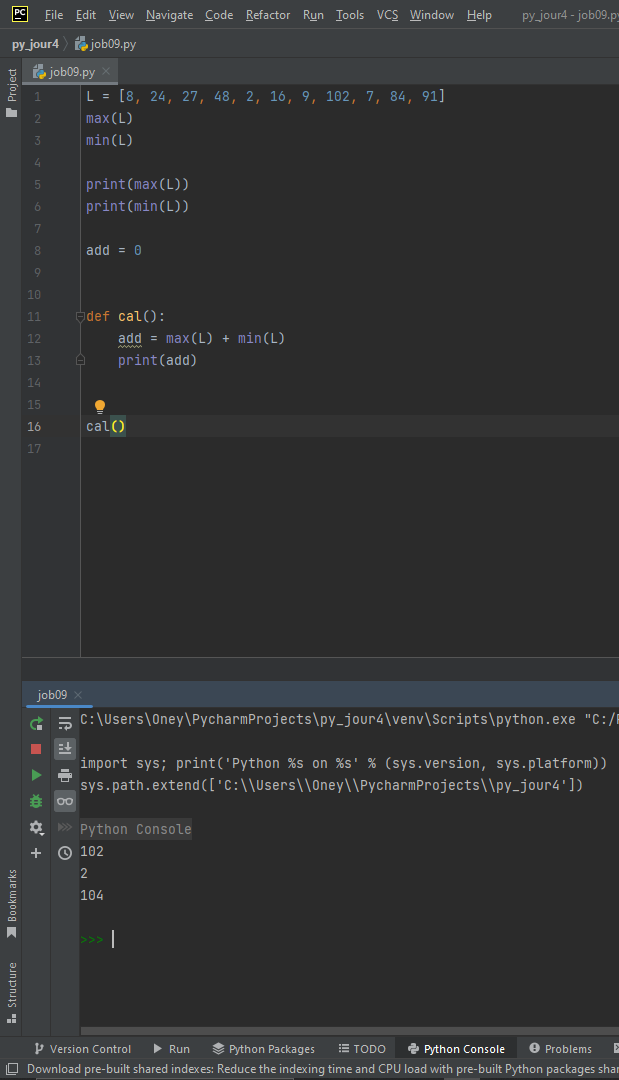 PC File Edit View Navigate Code Refactor Run Tools VCS Window Help py_jour4 - job09.py
py_jour4 job09.py
Project
job09.py
1 L = [8, 24, 27, 48, 2, 16, 9, 102, 7, 84, 91]
2 max(L)
3 min(L)
4
5 print(max(L))
6 print(min(L))
7
8 add = 0
9
10
11 def cal():
12 add = max(L) + min(L)
13 print(add)
14
15
16 cal()
17
job09
C:\Users\Oney\PycharmProjects\py_jour4\venv\Scripts\python.exe "C:/
import sys; print('Python %s on %s' % (sys.version, sys.platform))
sys.path.extend(['C:\\Users\\Oney\\PycharmProjects\\py_jour4'])
Python Console
102
2
104
>>>
Bookmarks
Structure
Version Control Run Python Packages TODO Python Console Problems
Download pre-built shared indexes: Reduce the indexing time and CPU load with pre-built Python packages shar